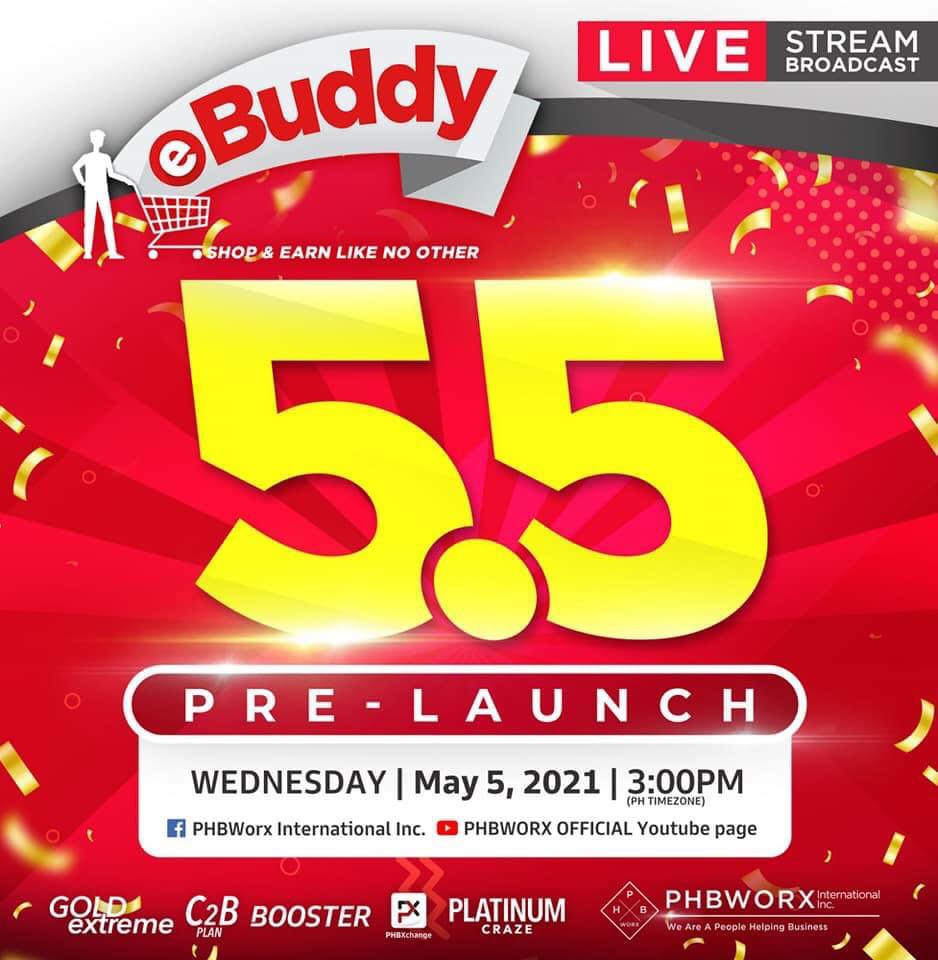 eBuddy
LIVE STREAM BROADCAST
SHOP & EARN LIKE NO OTHER
5.5
PRE-LAUNCH
WEDNESDAY | May 5, 2021 | 3:00PM
(PH TIMEZONE)
PHBWorx International Inc. PHBWORX OFFICIAL Youtube page
GOLD extreme
C2B PLAN
BOOSTER
PX
PHBXchange
PLATINUM CRAZE
P
H B
WORX
PHBWORX International Inc.
We Are A People Helping Business